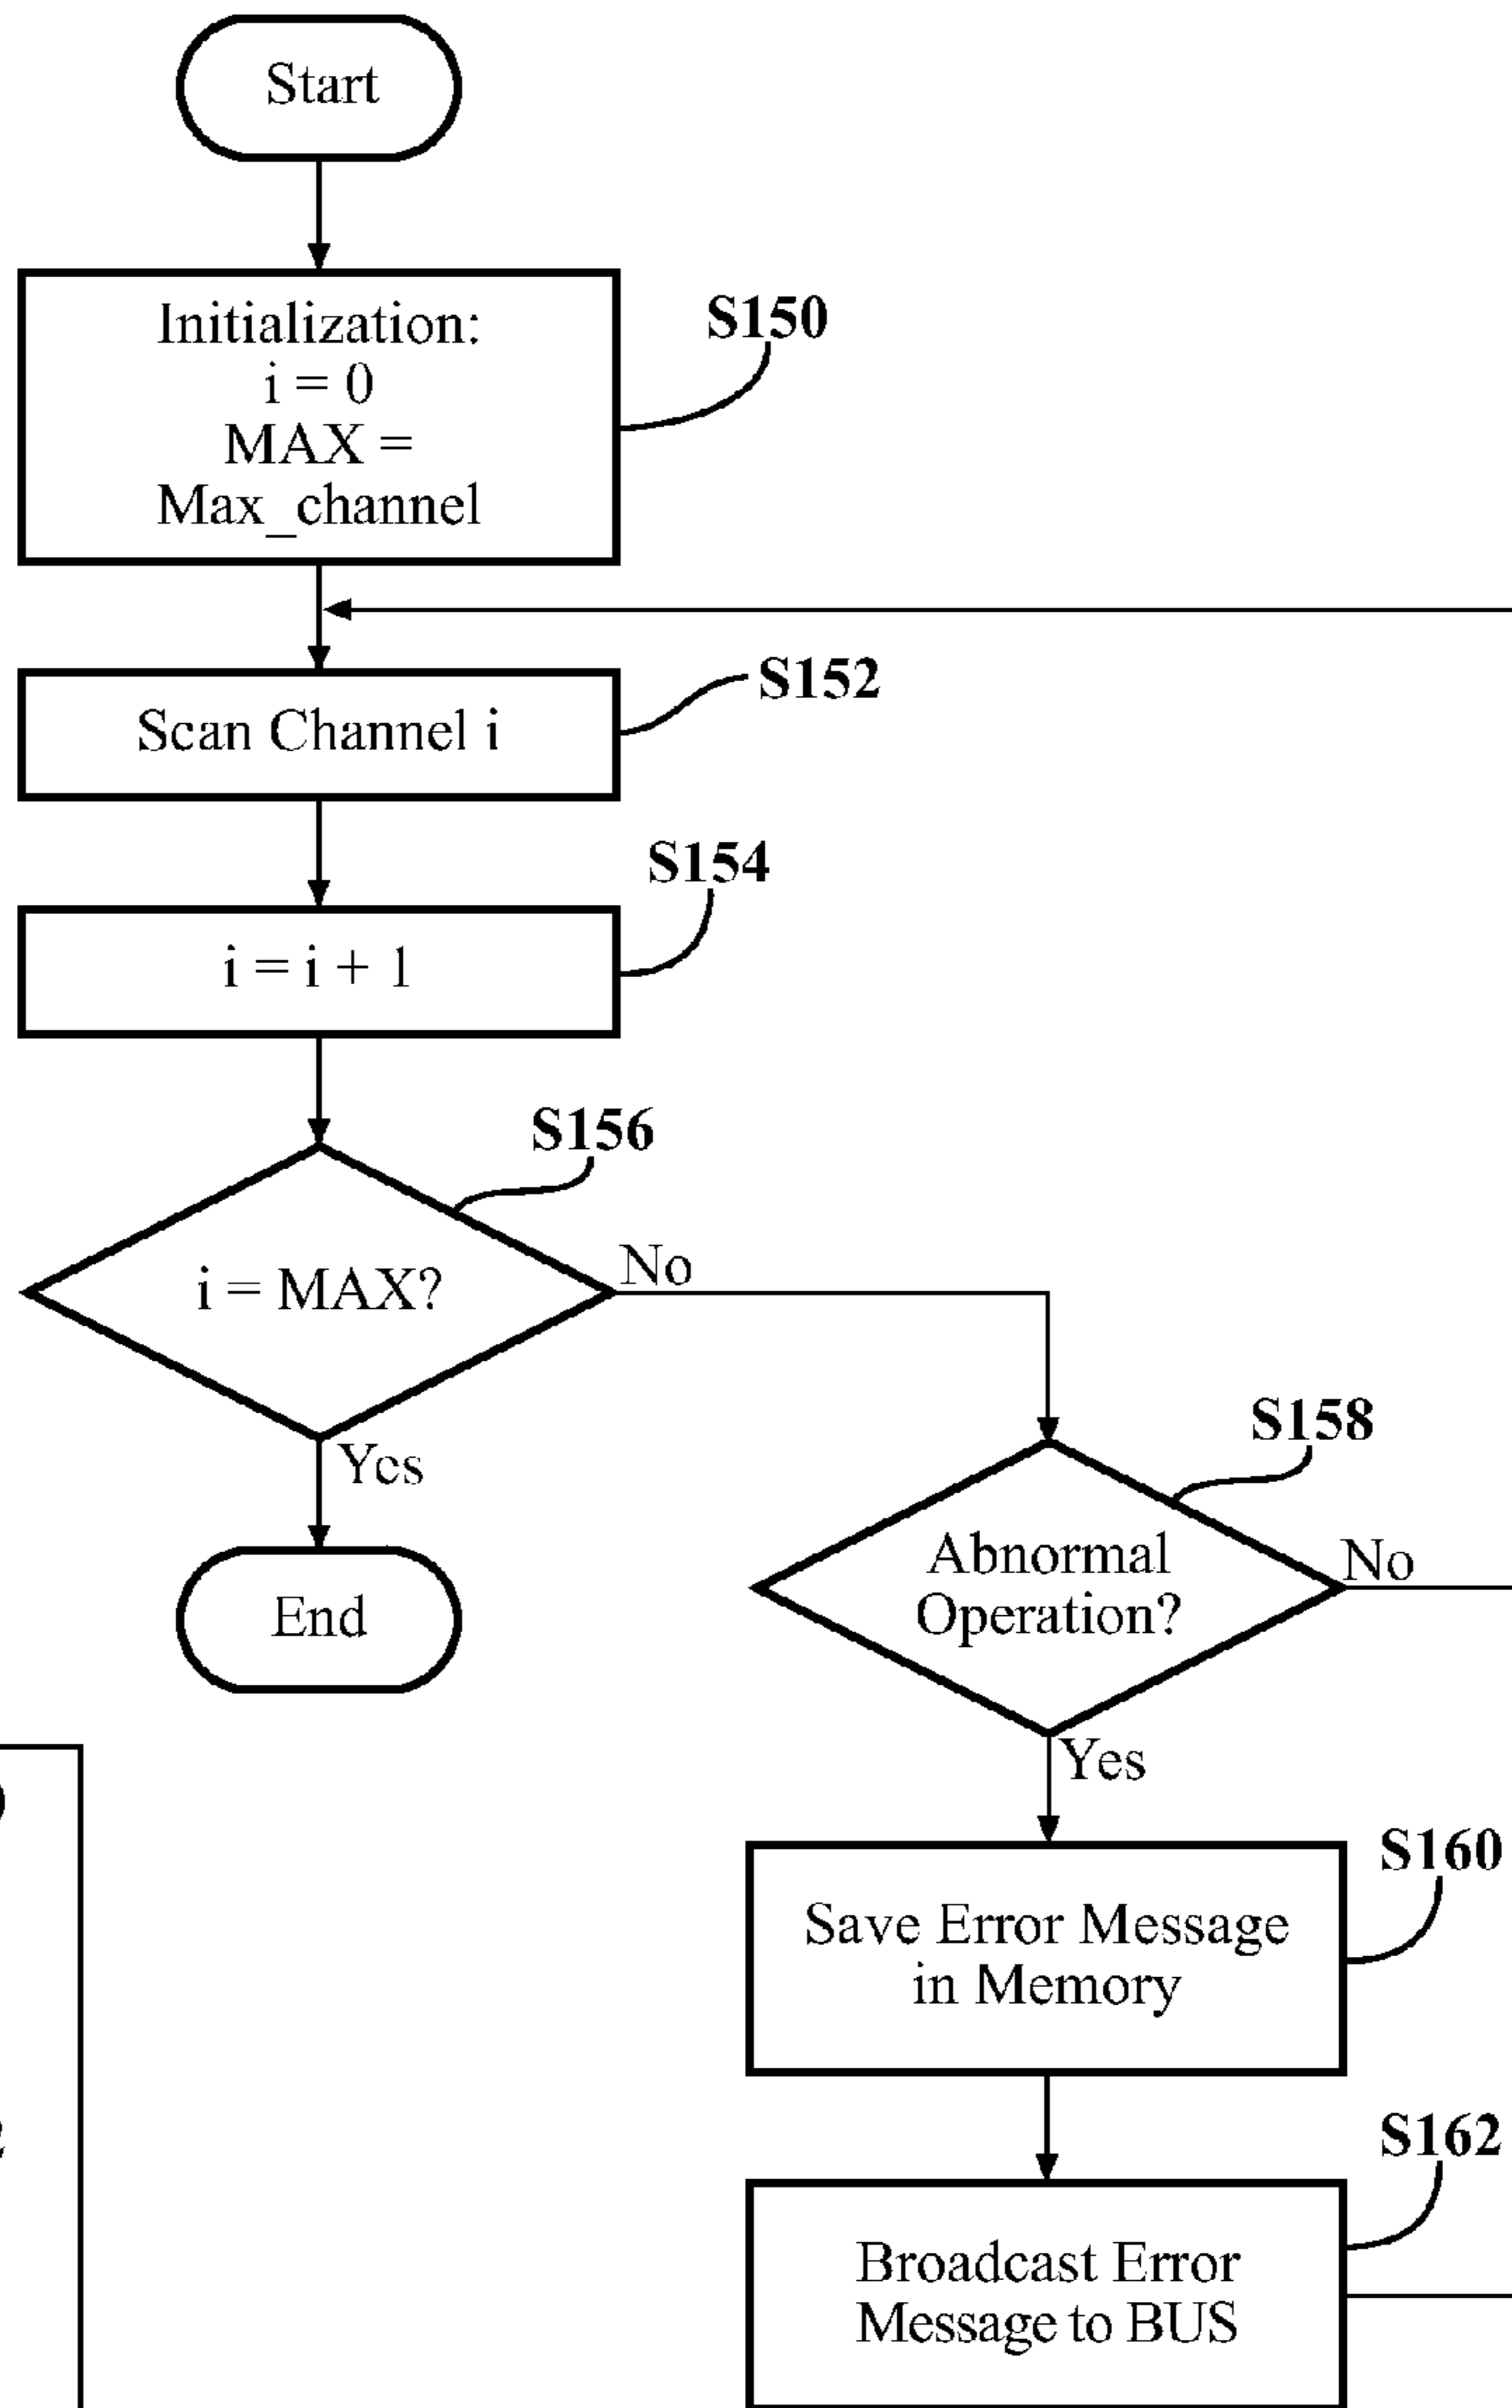 Start
Initialization:
i = 0
MAX =
Max_channel
S150
Scan Channel i
S152
S154
i = i + 1
S156
i = MAX?
No
Yes
End
S158
Abnormal
Operation?
No
Yes
S160
Save Error Message
in Memory
S162
Broadcast Error
Message to BUS